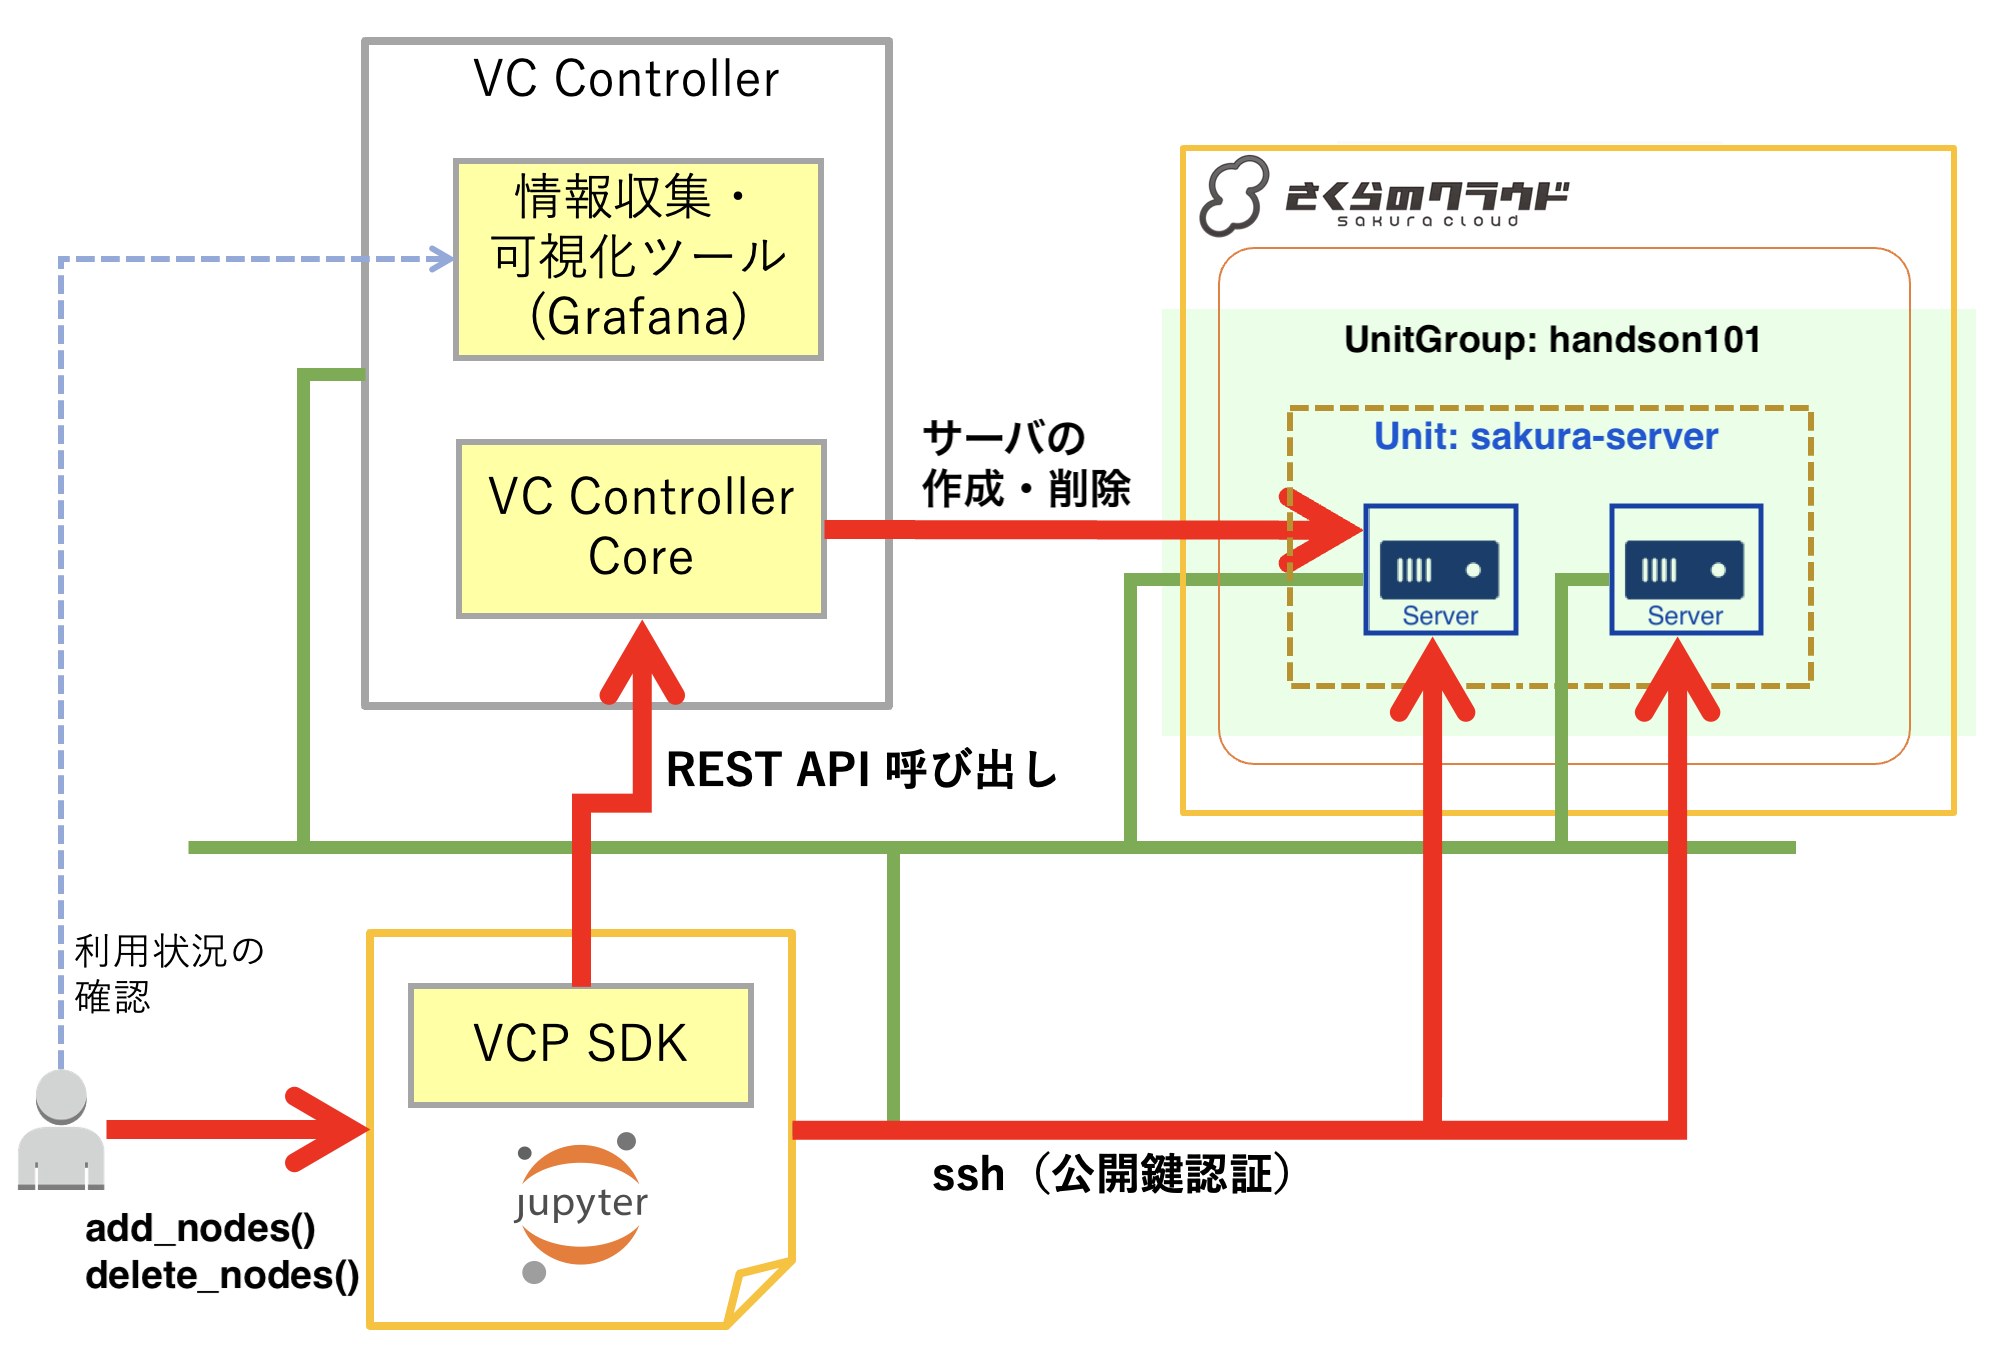 VC Controller
情報収集・
可視化ツール
(Grafana)
VC Controller
Core
サーバの
作成・削除
さくらのクラウド
sakura cloud
UnitGroup: handson101
Unit: sakura-server
Server
Server
REST API 呼び出し
利用状況の
確認
VCP SDK
jupyter
add_nodes()
delete_nodes()
ssh（公開鍵認証）